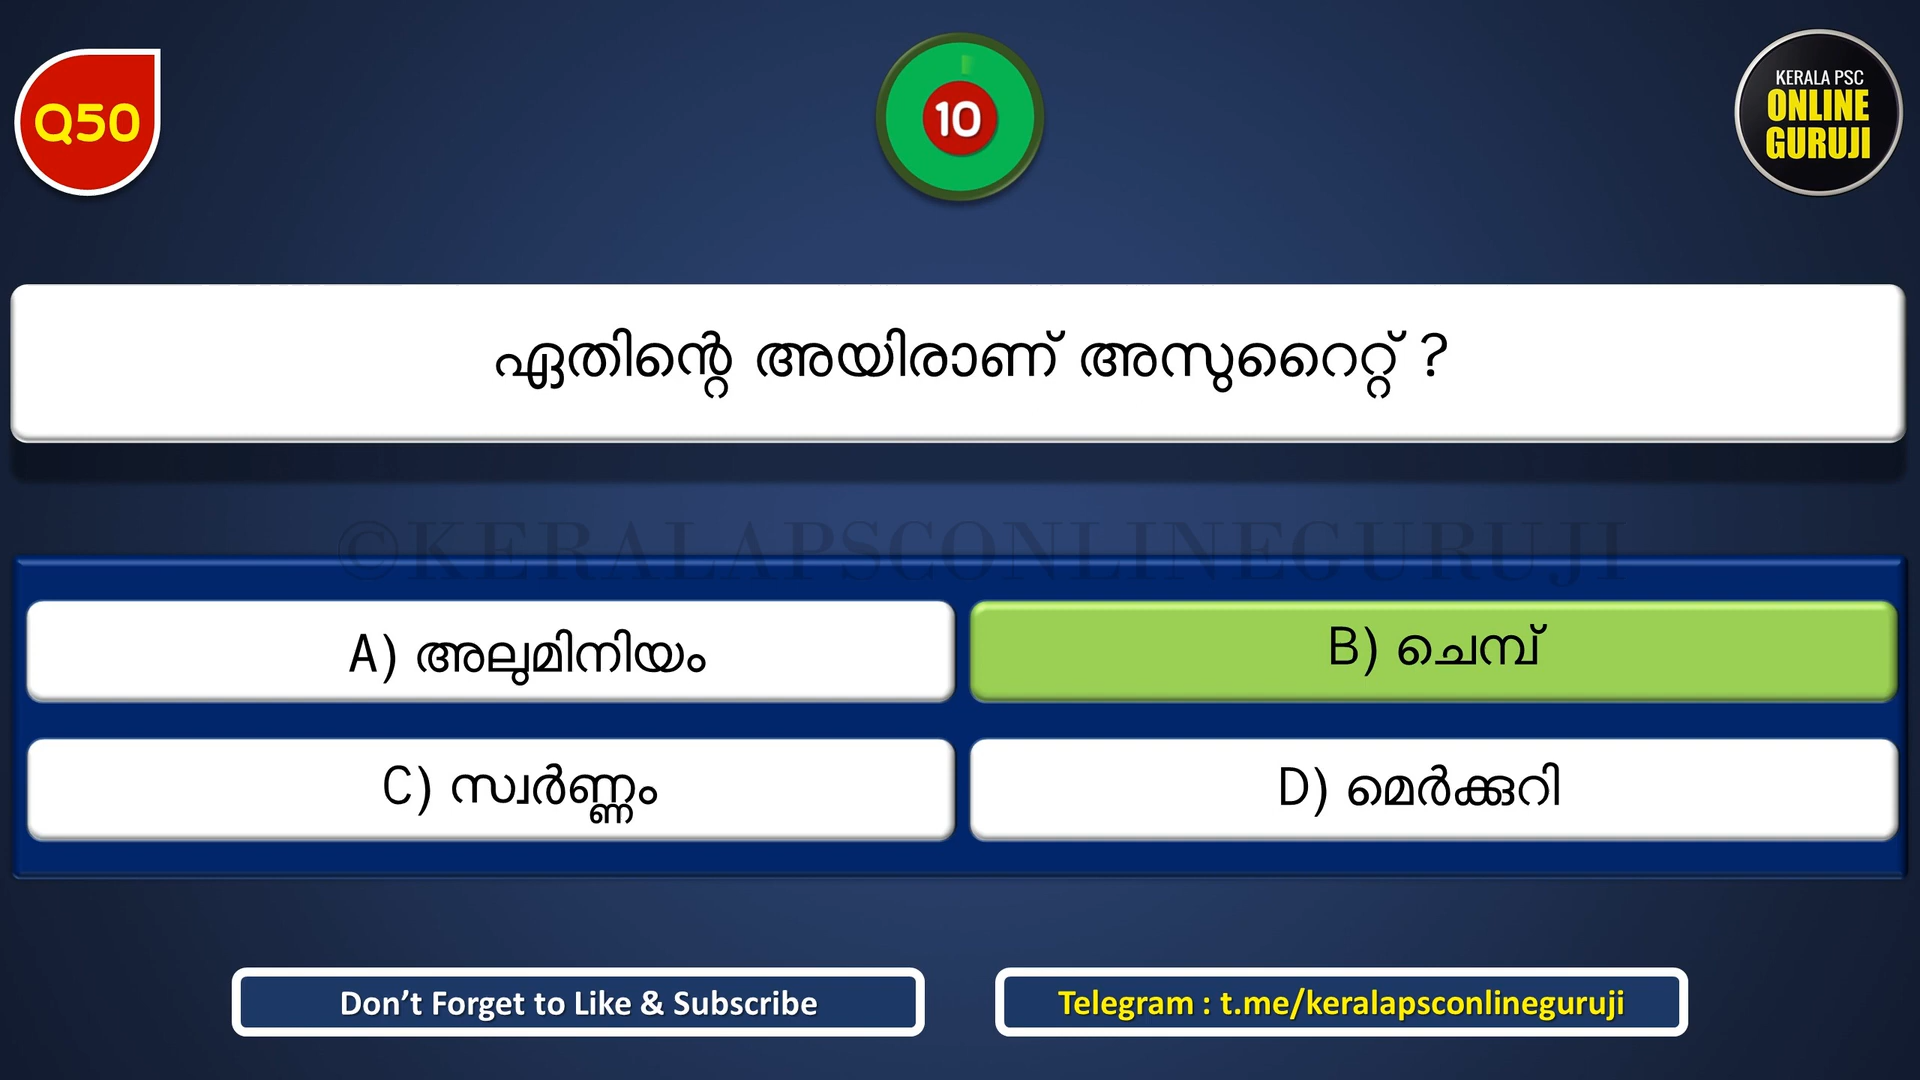 Q50
10
KERALA PSC
ONLINE
GURUJI
ഏതിന്റെ അയിരാണ് അസുറൈറ്റ് ?
©KERALAPSCONLINEGURUJI
A) അലുമിനിയം
B) ചെമ്പ്
C) സ്വർണ്ണം
D) മെർക്കുറി
Don’t Forget to Like & Subscribe
Telegram : t.me/keralapsconlineguruji